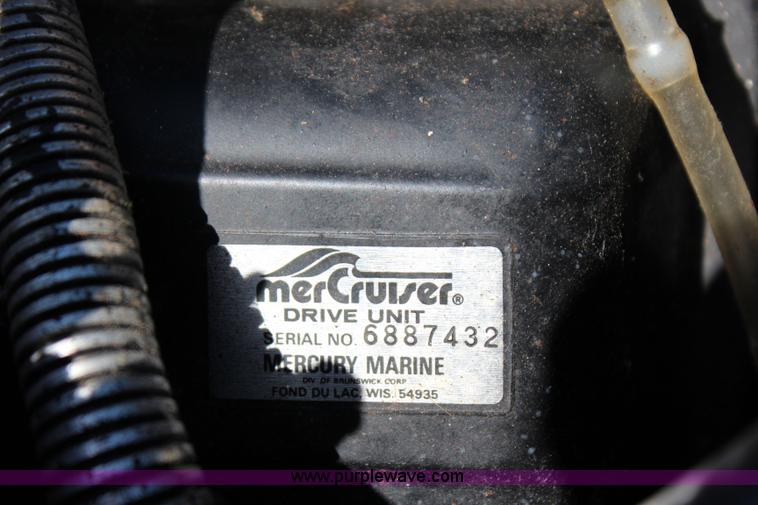 merCruiser®
DRIVE UNIT
SERIAL NO. 6887432
MERCURY MARINE
DIV. OF BRUNSWICK CORP
FOND DU LAC, WIS. 54935
www.purplewave.com